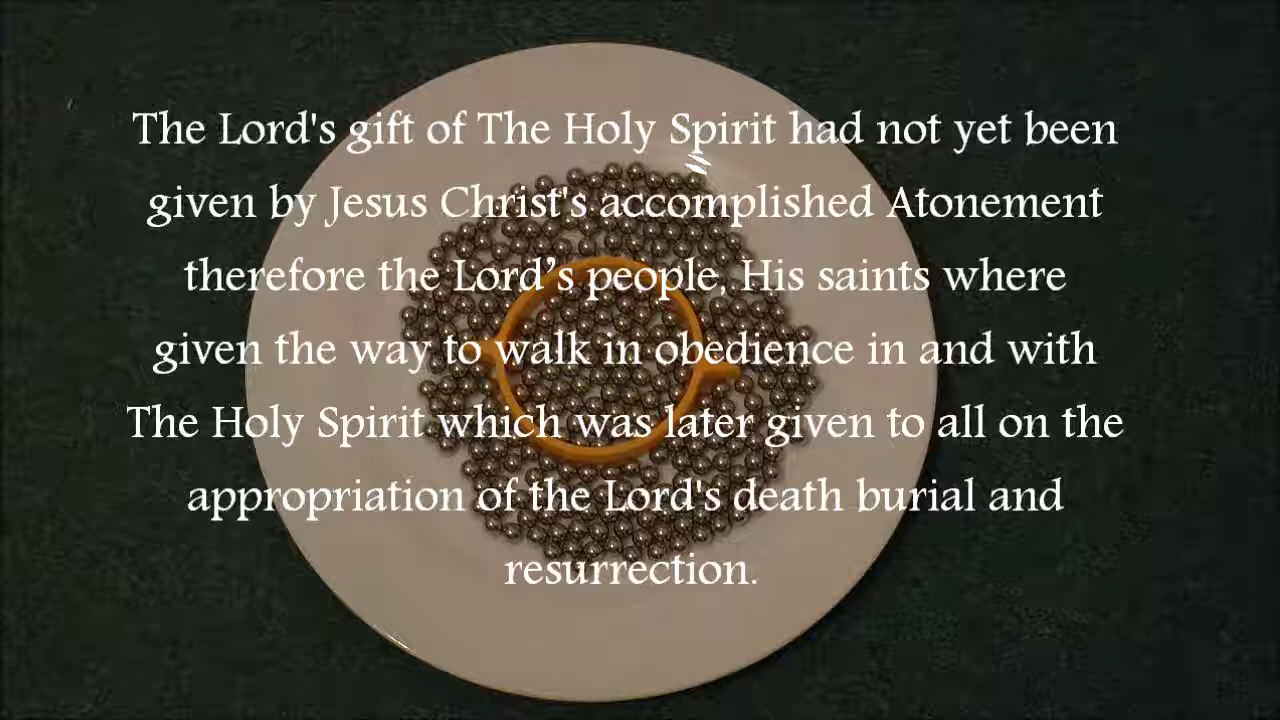 The Lord's gift of The Holy Spirit had not yet been
given by Jesus Christ's accomplished Atonement
therefore the Lord’s people, His saints where
given the way to walk in obedience in and with
The Holy Spirit which was later given to all on the
appropriation of the Lord's death burial and
resurrection.